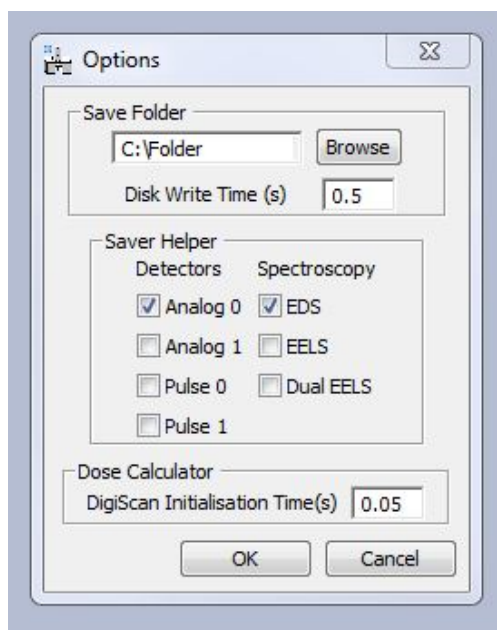 Options
Save Folder
C:\Folder Browse
Disk Write Time (s) 0.5
Saver Helper
Detectors Spectroscopy
Analog 0 EDS
Analog 1 EELS
Pulse 0 Dual EELS
Pulse 1
Dose Calculator
DigiScan Initialisation Time(s) 0.05
OK Cancel